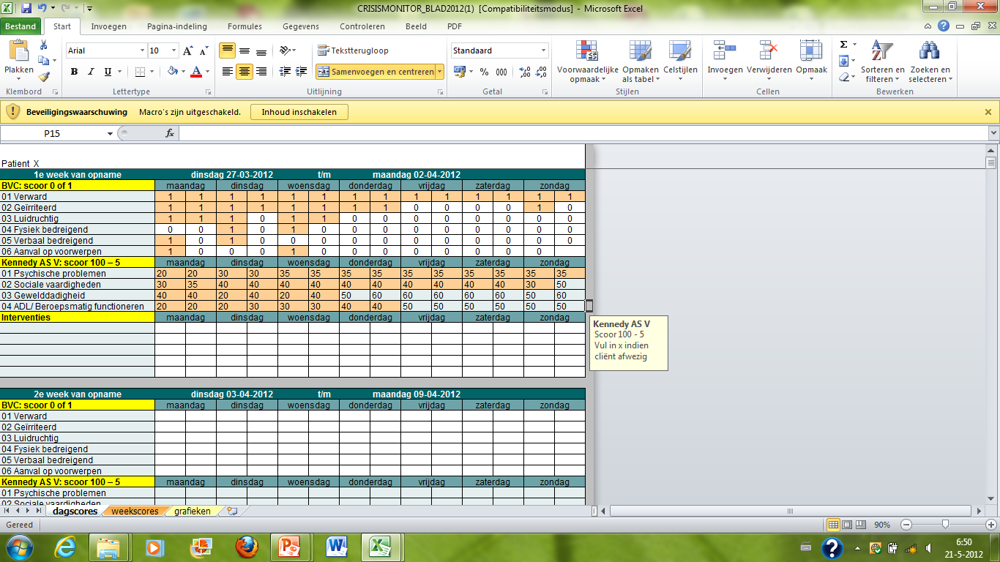 CRISISMONITOR_BLAD2012(1) [Compatibiliteitsmodus] - Microsoft Excel
Bestand Start Invoegen Pagina-indeling Formules Gegevens Controleren Beeld PDF
Plakken
Arial 10
B I U
Tekstterugloop
Samenvoegen en centreren
Standaard
% 000
Voorwaardelijke opmaak
Opmaken als tabel
Celstijlen
Invoegen Verwijderen Opmaak
Sorteren en filteren
Zoeken en selecteren
Klembord Lettertype Uitlijning Getal Stijlen Cellen Bewerken
Beveiligingswaarschuwing Macro's zijn uitgeschakeld. Inhoud inschakelen
P15 fx
Patient X
1e week van opname dinsdag 27-03-2012 t/m maandag 02-04-2012
BVC: scoor 0 of 1 maandag dinsdag woensdag donderdag vrijdag zaterdag zondag
01 Verward 1 1 1 1 1 1 1 1 1 1 1 1 1 1
02 Geïrriteerd 1 1 1 1 1 1 1 1 0 0 0 0 1 0
03 Luidruchtig 1 1 1 0 1 1 0 0 0 0 0 0 0 0
04 Fysiek bedreigend 0 0 1 0 1 0 0 0 0 0 0 0 0 0
05 Verbaal bedreigend 1 0 1 0 0 0 0 0 0 0 0 0 0 0
06 Aanval op voorwerpen 1 0 0 0 1 0 0 0 0 0 0 0 0
Kennedy AS V: scoor 100 – 5 maandag dinsdag woensdag donderdag vrijdag zaterdag zondag
01 Psychische problemen 20 20 30 30 35 35 35 35 35 35 35 35 35 35
02 Sociale vaardigheden 30 35 40 40 40 40 40 40 40 40 40 40 30 50
03 Gewelddadigheid 40 40 20 40 20 40 50 60 60 60 60 60 50 60
04 ADL/ Beroepsmatig functioneren 20 20 20 30 30 30 40 40 50 50 50 50 50 50
Interventies maandag dinsdag woensdag donderdag vrijdag zaterdag zondag
Kennedy AS V
Scoor 100 - 5
Vul in x indien
cliënt afwezig
2e week van opname dinsdag 03-04-2012 t/m maandag 09-04-2012
BVC: scoor 0 of 1 maandag dinsdag woensdag donderdag vrijdag zaterdag zondag
01 Verward
02 Geïrriteerd
03 Luidruchtig
04 Fysiek bedreigend
05 Verbaal bedreigend
06 Aanval op voorwerpen
Kennedy AS V: scoor 100 – 5 maandag dinsdag woensdag donderdag vrijdag zaterdag zondag
01 Psychische problemen
02 Sociale vaardigheden
dagscores weekscores grafieken
Gereed 90%
6:50
21-5-2012